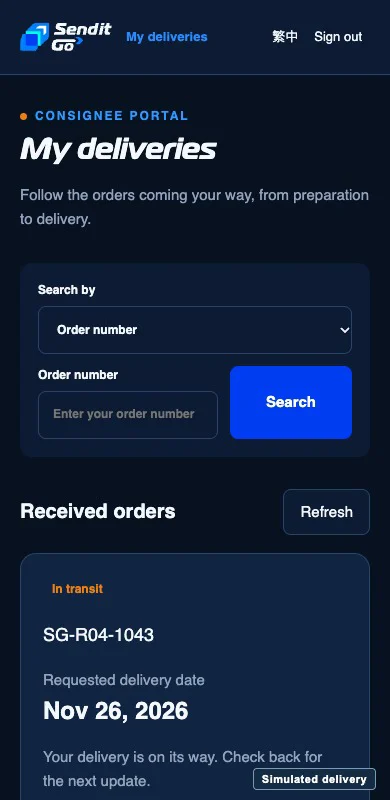 Sendit
Go
My deliveries
繁中
Sign out
CONSIGNEE PORTAL
My deliveries
Follow the orders coming your way, from preparation
to delivery.
Search by
Order number
Order number
Enter your order number
Search
Received orders
Refresh
In transit
SG-R04-1043
Requested delivery date
Nov 26, 2026
Your delivery is on its way. Check back for
the next update.
Simulated delivery